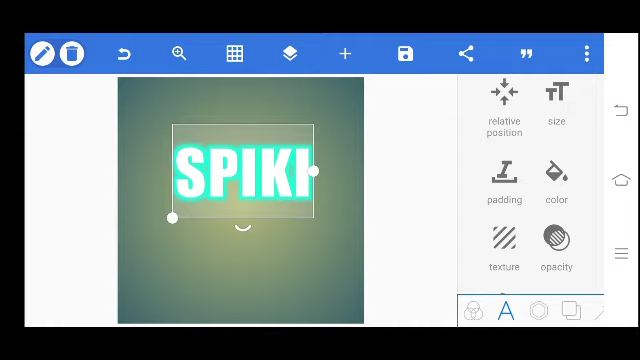 SPIKI
relative
position
size
padding
color
texture
opacity